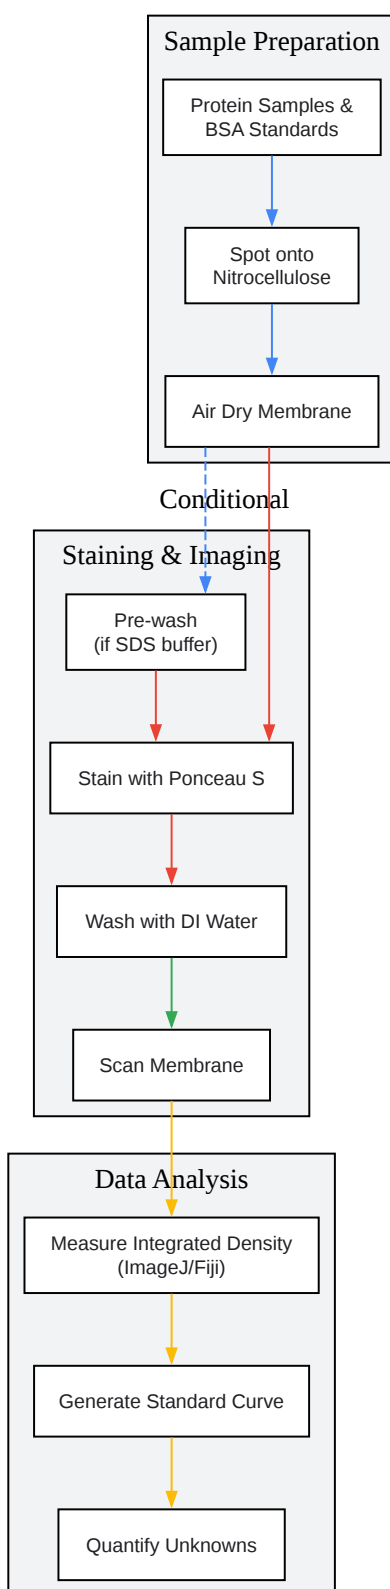 Sample Preparation
Protein Samples &
BSA Standards
Spot onto
Nitrocellulose
Air Dry Membrane
Conditional
Staining & Imaging
Pre-wash
(if SDS buffer)
Stain with Ponceau S
Wash with DI Water
Scan Membrane
Data Analysis
Measure Integrated Density
(ImageJ/Fiji)
Generate Standard Curve
Quantify Unknowns